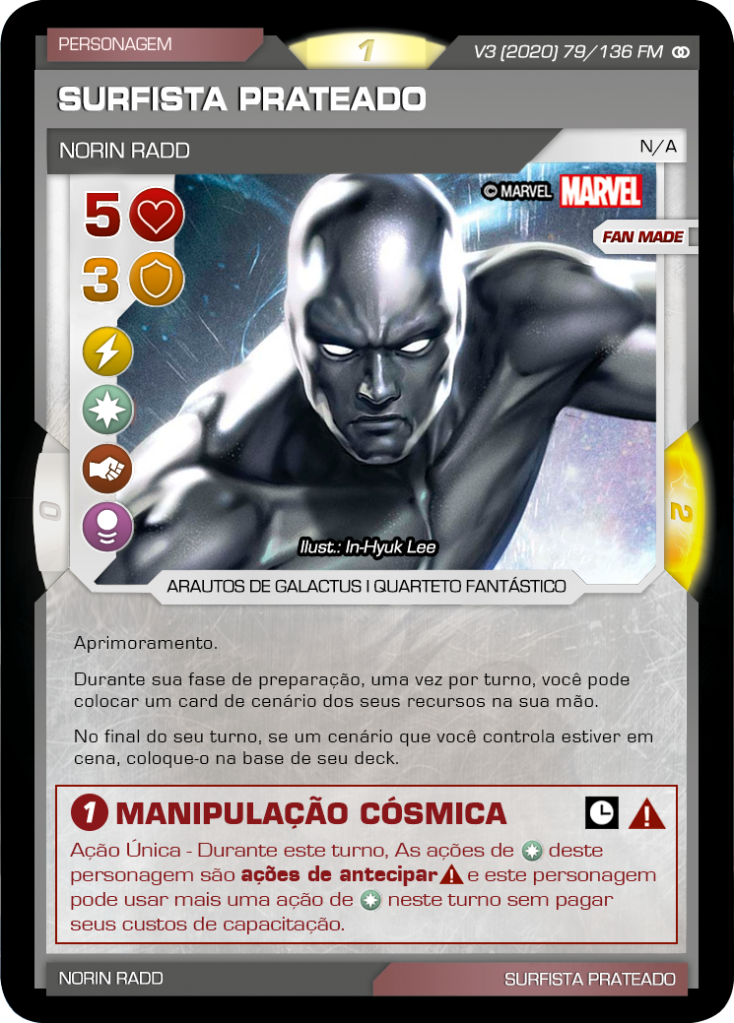 PERSONAGEM
1
V3 (2020) 79/136 FM
SURFISTA PRATEADO
NORIN RADD
N/A
© MARVEL MARVEL
5
FAN MADE
3
0
2
Ilust.: In-Hyuk Lee
ARAUTOS DE GALACTUS | QUARTETO FANTÁSTICO
Aprimoramento.
Durante sua fase de preparação, uma vez por turno, você pode
colocar um card de cenário dos seus recursos na sua mão.
No final do seu turno, se um cenário que você controla estiver em
cena, coloque-o na base de seu deck.
1 MANIPULAÇÃO CÓSMICA
Ação Única - Durante este turno, As ações de deste
personagem são ações de antecipar e este personagem
pode usar mais uma ação de neste turno sem pagar
seus custos de capacitação.
NORIN RADD
SURFISTA PRATEADO